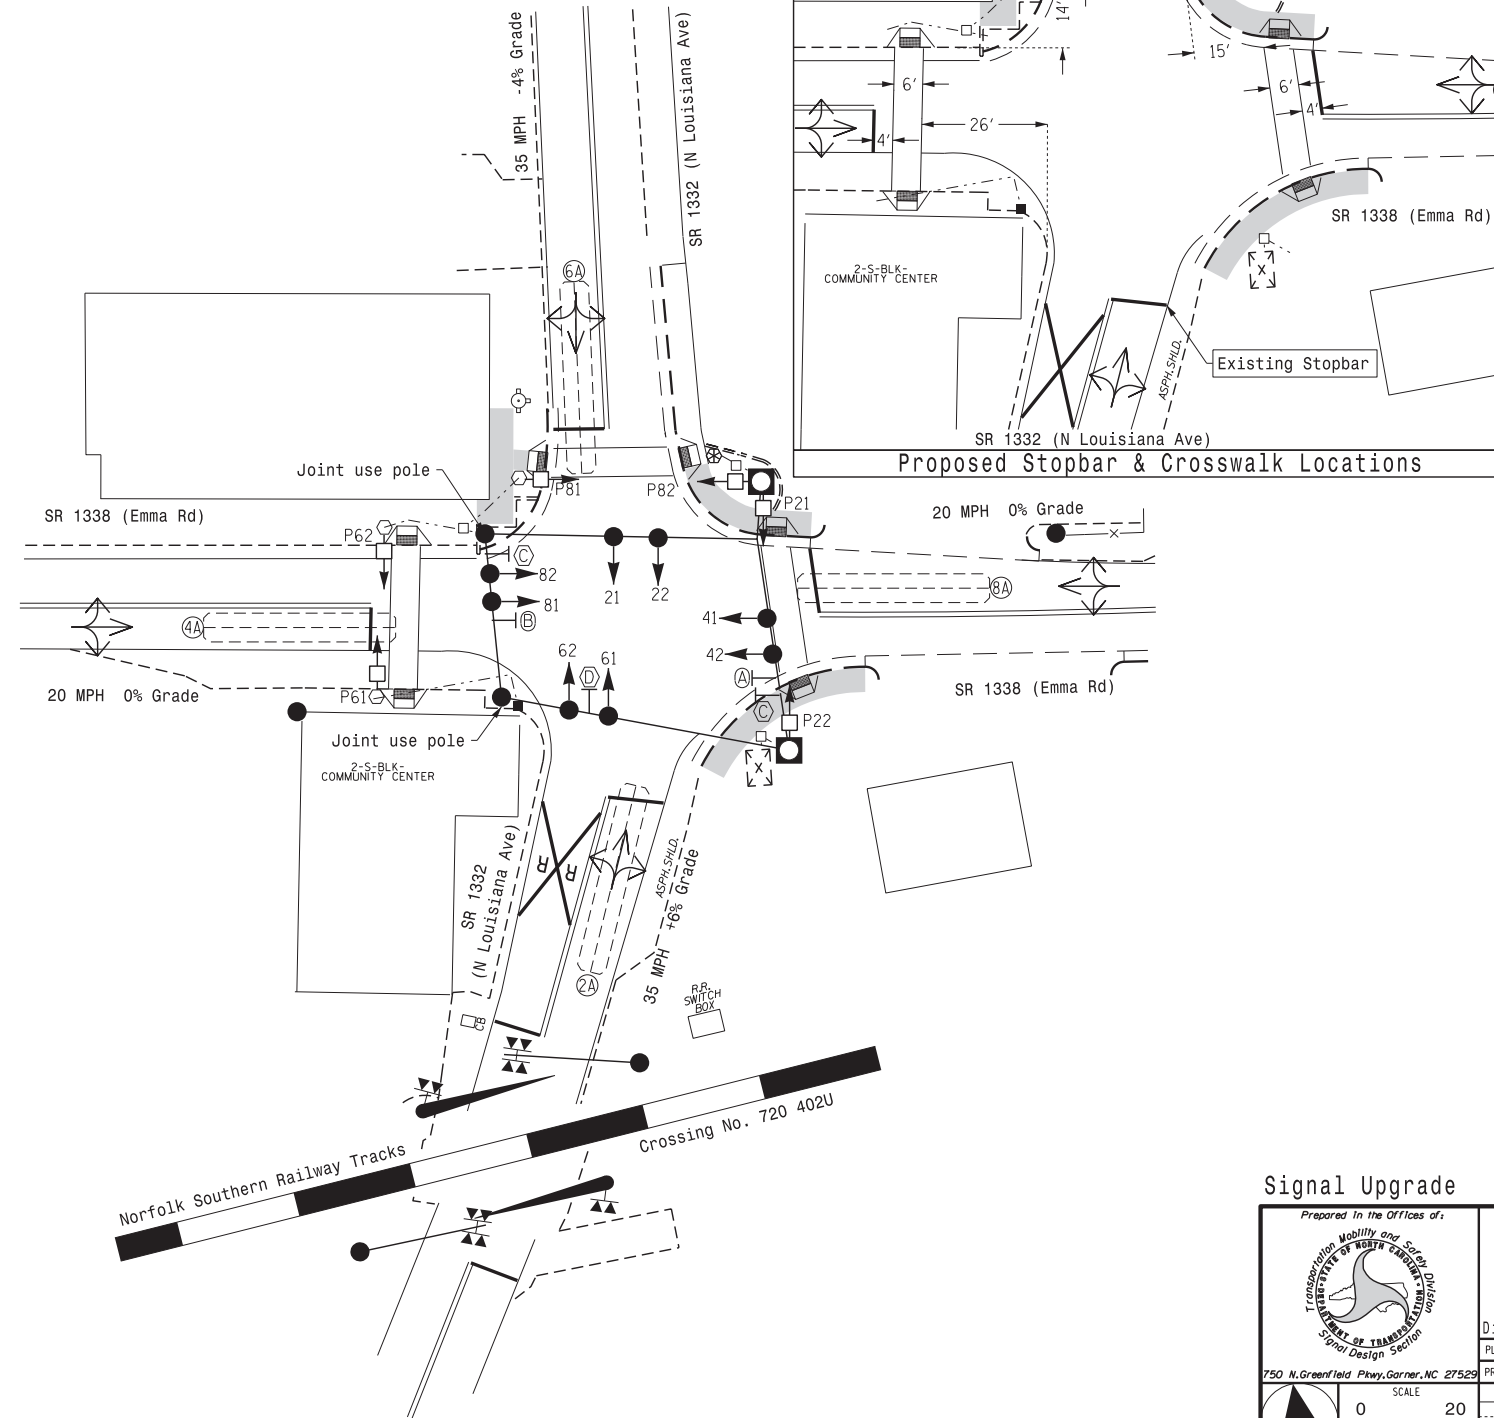 35 MPH -4% Grade
SR 1332 (N Louisiana Ave)
14'
15'
6'
6'
4'
4'
26'
SR 1338 (Emma Rd)
2-S-BLK-
COMMUNITY CENTER
ASPH.SHLD.
Existing Stopbar
SR 1332 (N Louisiana Ave)
Proposed Stopbar & Crosswalk Locations
6A
Joint use pole
P81
P82
P21
SR 1338 (Emma Rd)
20 MPH 0% Grade
P62
C
82
21
22
8A
81
B
41
4A
62
61
D
42
A
20 MPH 0% Grade
P61
SR 1338 (Emma Rd)
C
P22
Joint use pole
2-S-BLK-
COMMUNITY CENTER
X
X
SR 1332
(N Louisiana Ave)
R R
ASPH.SHLD.
35 MPH +6% Grade
2A
R.R.
SWITCH
BOX
CB
Norfolk Southern Railway Tracks
Crossing No. 720 402U
Signal Upgrade
Prepared in the Offices of:
Transportation Mobility and Safety Division
STATE OF NORTH CAROLINA
DEPARTMENT OF TRANSPORTATION
Signal Design Section
750 N.Greenfield Pkwy,Garner,NC 27529
SCALE
0 20